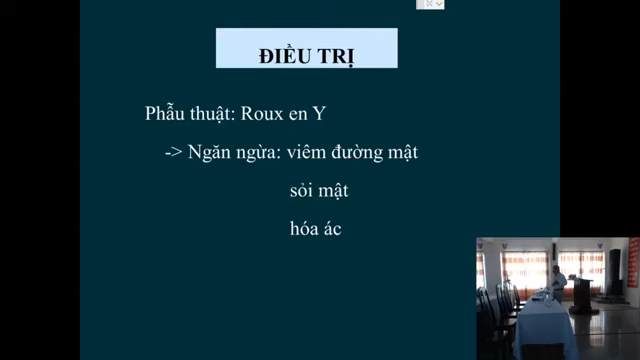 ĐIỀU TRỊ
Phẫu thuật: Roux en Y
-> Ngăn ngừa: viêm đường mật
sỏi mật
hóa ác